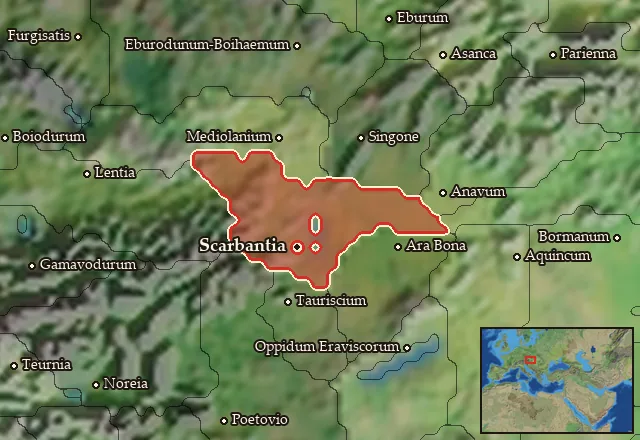 Eburum
Furgisatis
Eburodunum-Boihaemum
Asanca
Parienna
Boiodurum
Mediolanium
Singone
Lentia
Anavum
Bormanum
Scarbantia
Ara Bona
Aquincum
Gamavodurum
Tauriscium
Oppidum Eraviscorum
Teurnia
Noreia
Poetovio